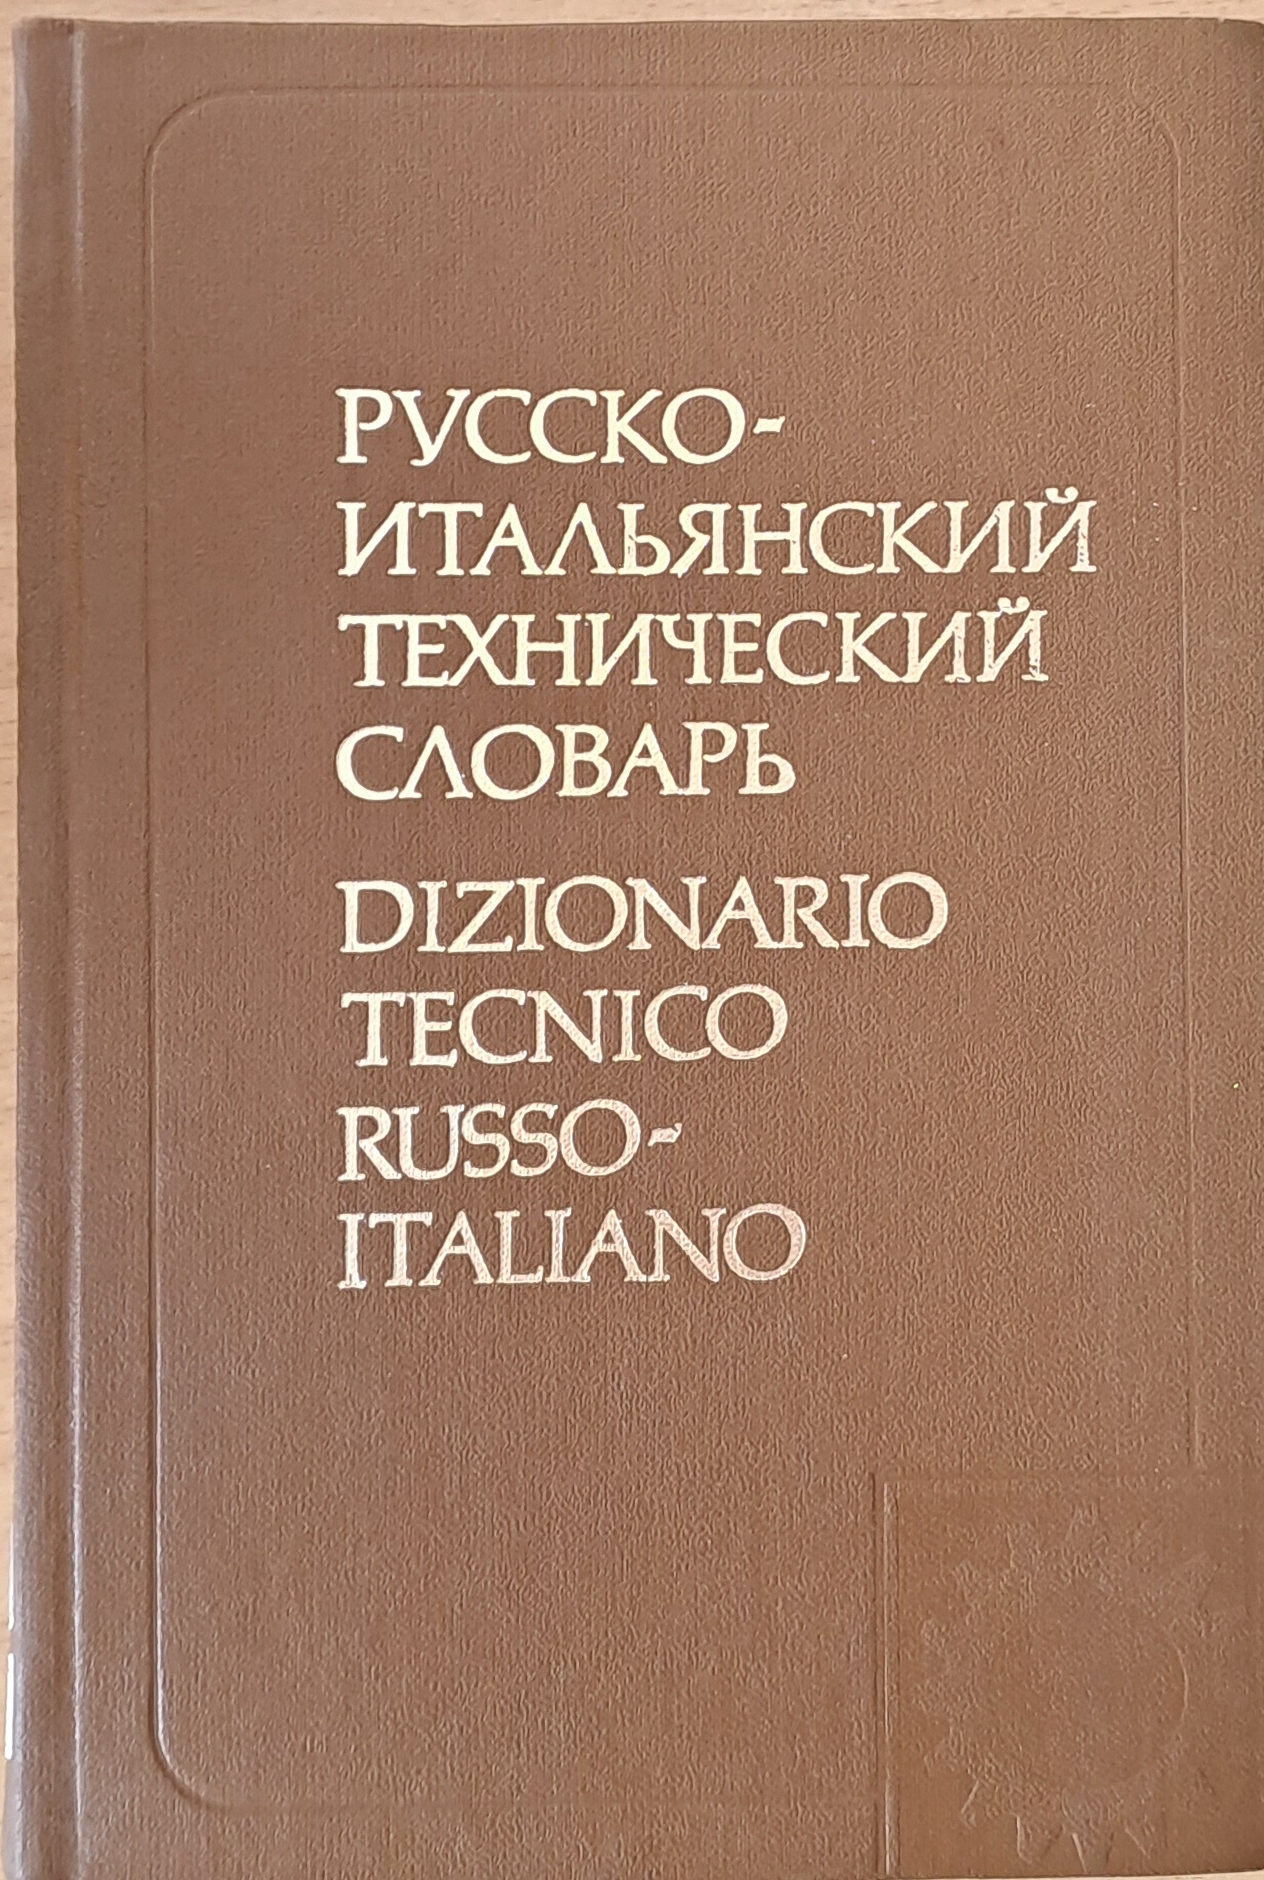 РУССКО-
ИТАЛЬЯНСКИЙ
ТЕХНИЧЕСКИЙ
СЛОВАРЬ
DIZIONARIO
TECNICO
RUSSO-
ITALIANO